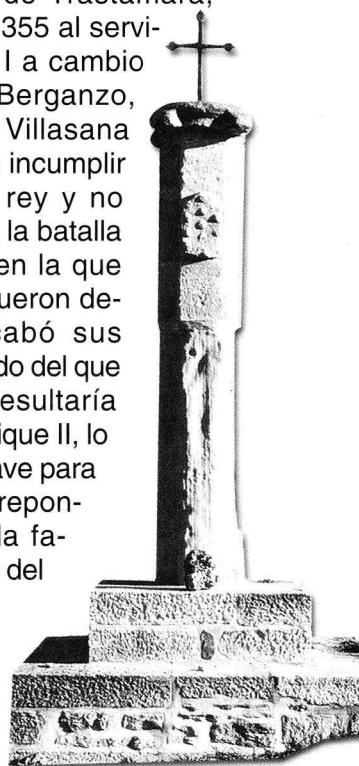 de Trastámara,
355 al servi-
I a cambio
Berganzo,
Villasana
incumplir
rey y no
la batalla
en la que
ueron de-
cabó sus
do del que
esultaría
ique II, lo
ave para
repon-
la fa-
del